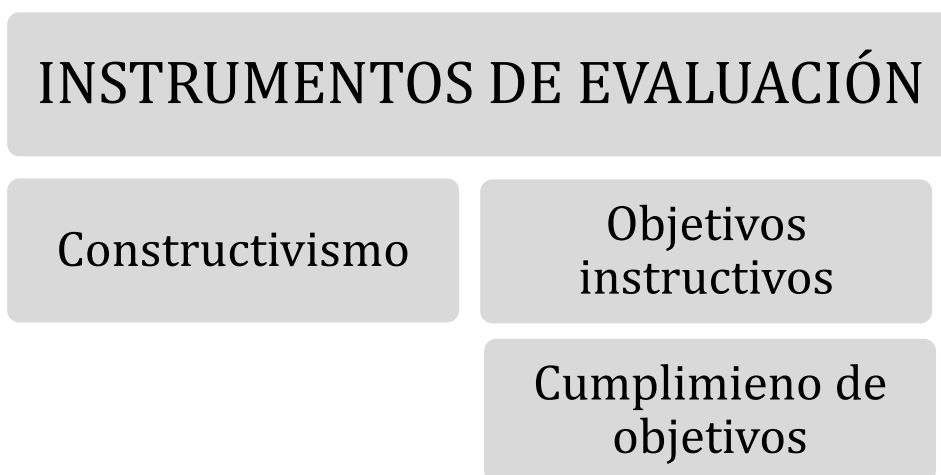 INSTRUMENTOS DE EVALUACIÓN
Constructivismo
Objetivos
instructivos
Cumplimieno de
objetivos